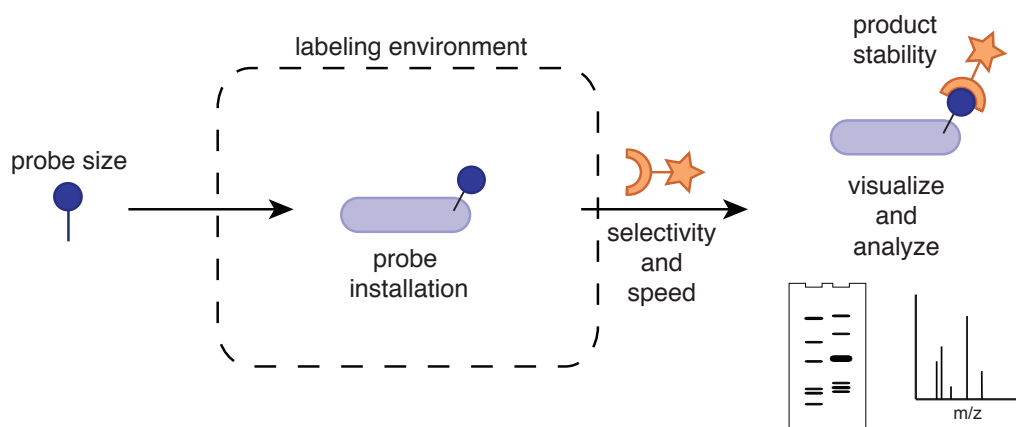 labeling environment
probe size
probe
installation
selectivity
and
speed
product
stability
visualize
and
analyze
m/z